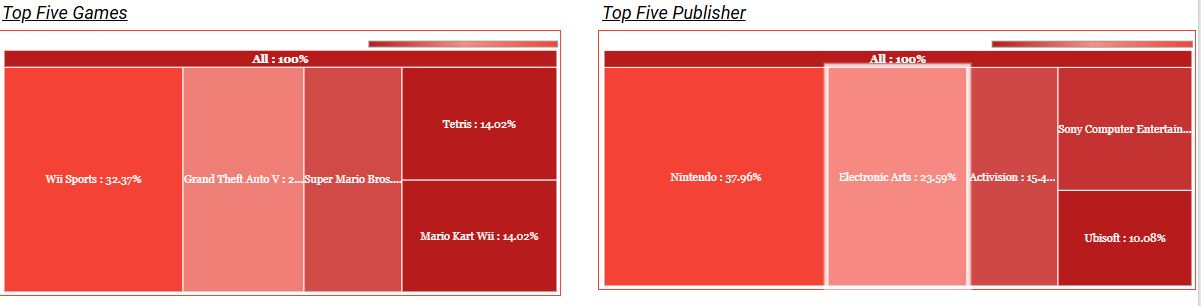 Top Five Games
All : 100%
Wii Sports : 32.37%
Grand Theft Auto V : 2...
Super Mario Bros....
Tetris : 14.02%
Mario Kart Wii : 14.02%
Top Five Publisher
All : 100%
Nintendo : 37.96%
Electronic Arts : 23.59%
Activision : 15.4...
Sony Computer Entertain...
Ubisoft : 10.08%